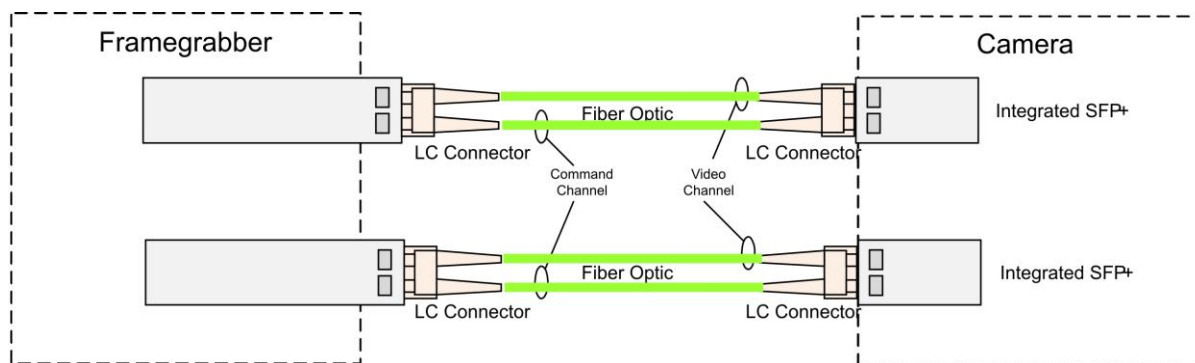 Framegrabber
Camera
Fiber Optic
Integrated SFP+
LC Connector
LC Connector
Command
Channel
Video
Channel
Fiber Optic
Integrated SFP+
LC Connector
LC Connector